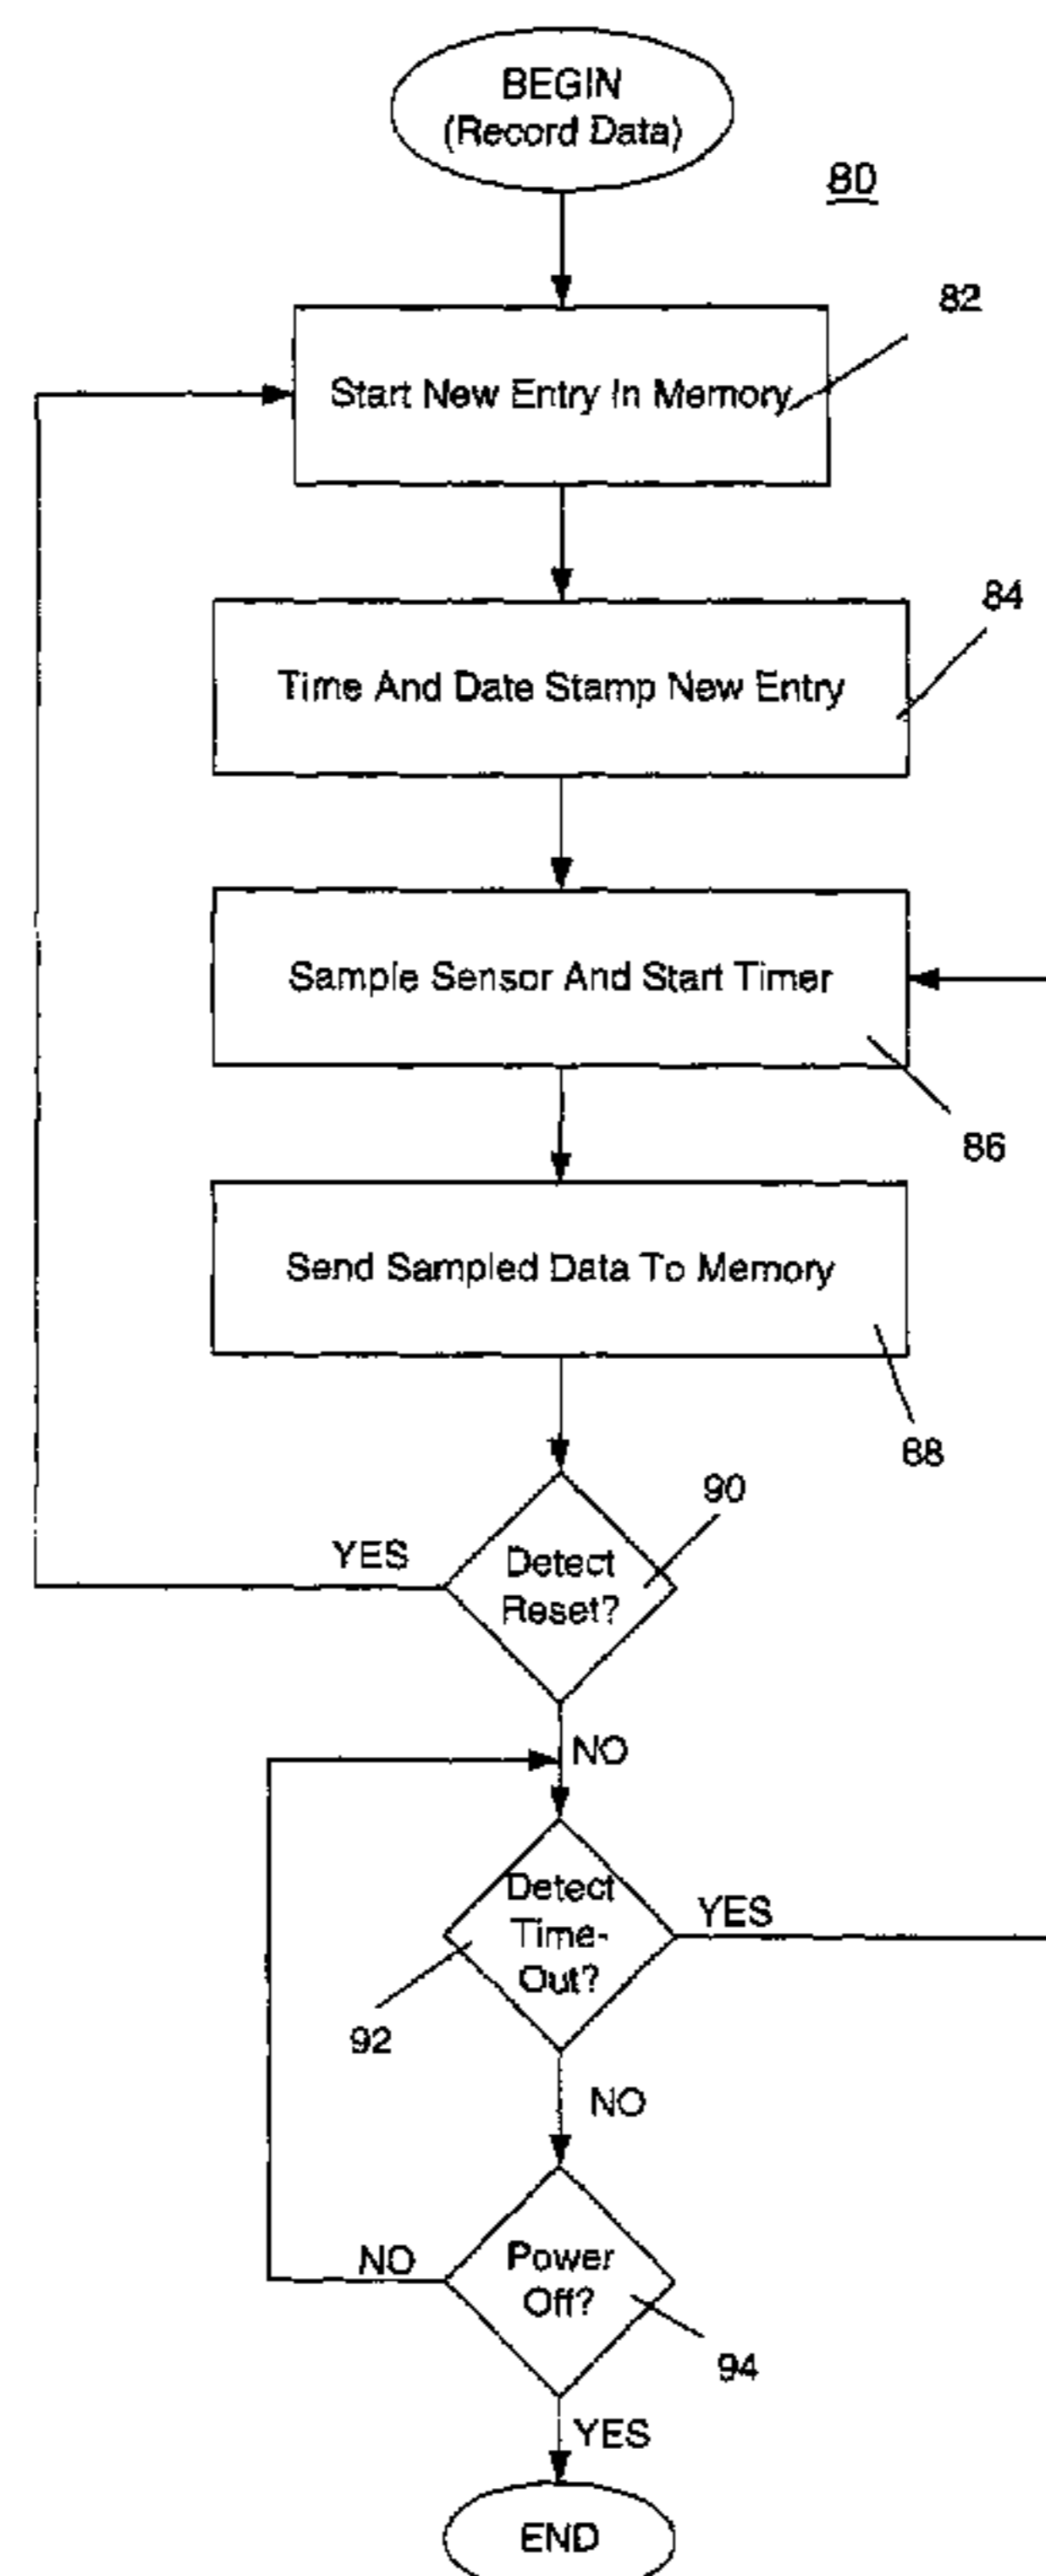 BEGIN
(Record Data)
80
82
Start New Entry In Memory
84
Time And Date Stamp New Entry
Sample Sensor And Start Timer
86
Send Sampled Data To Memory
88
90
YES
Detect
Reset?
NO
Detect
Time-
Out?
YES
92
NO
Power
Off?
NO
94
YES
END